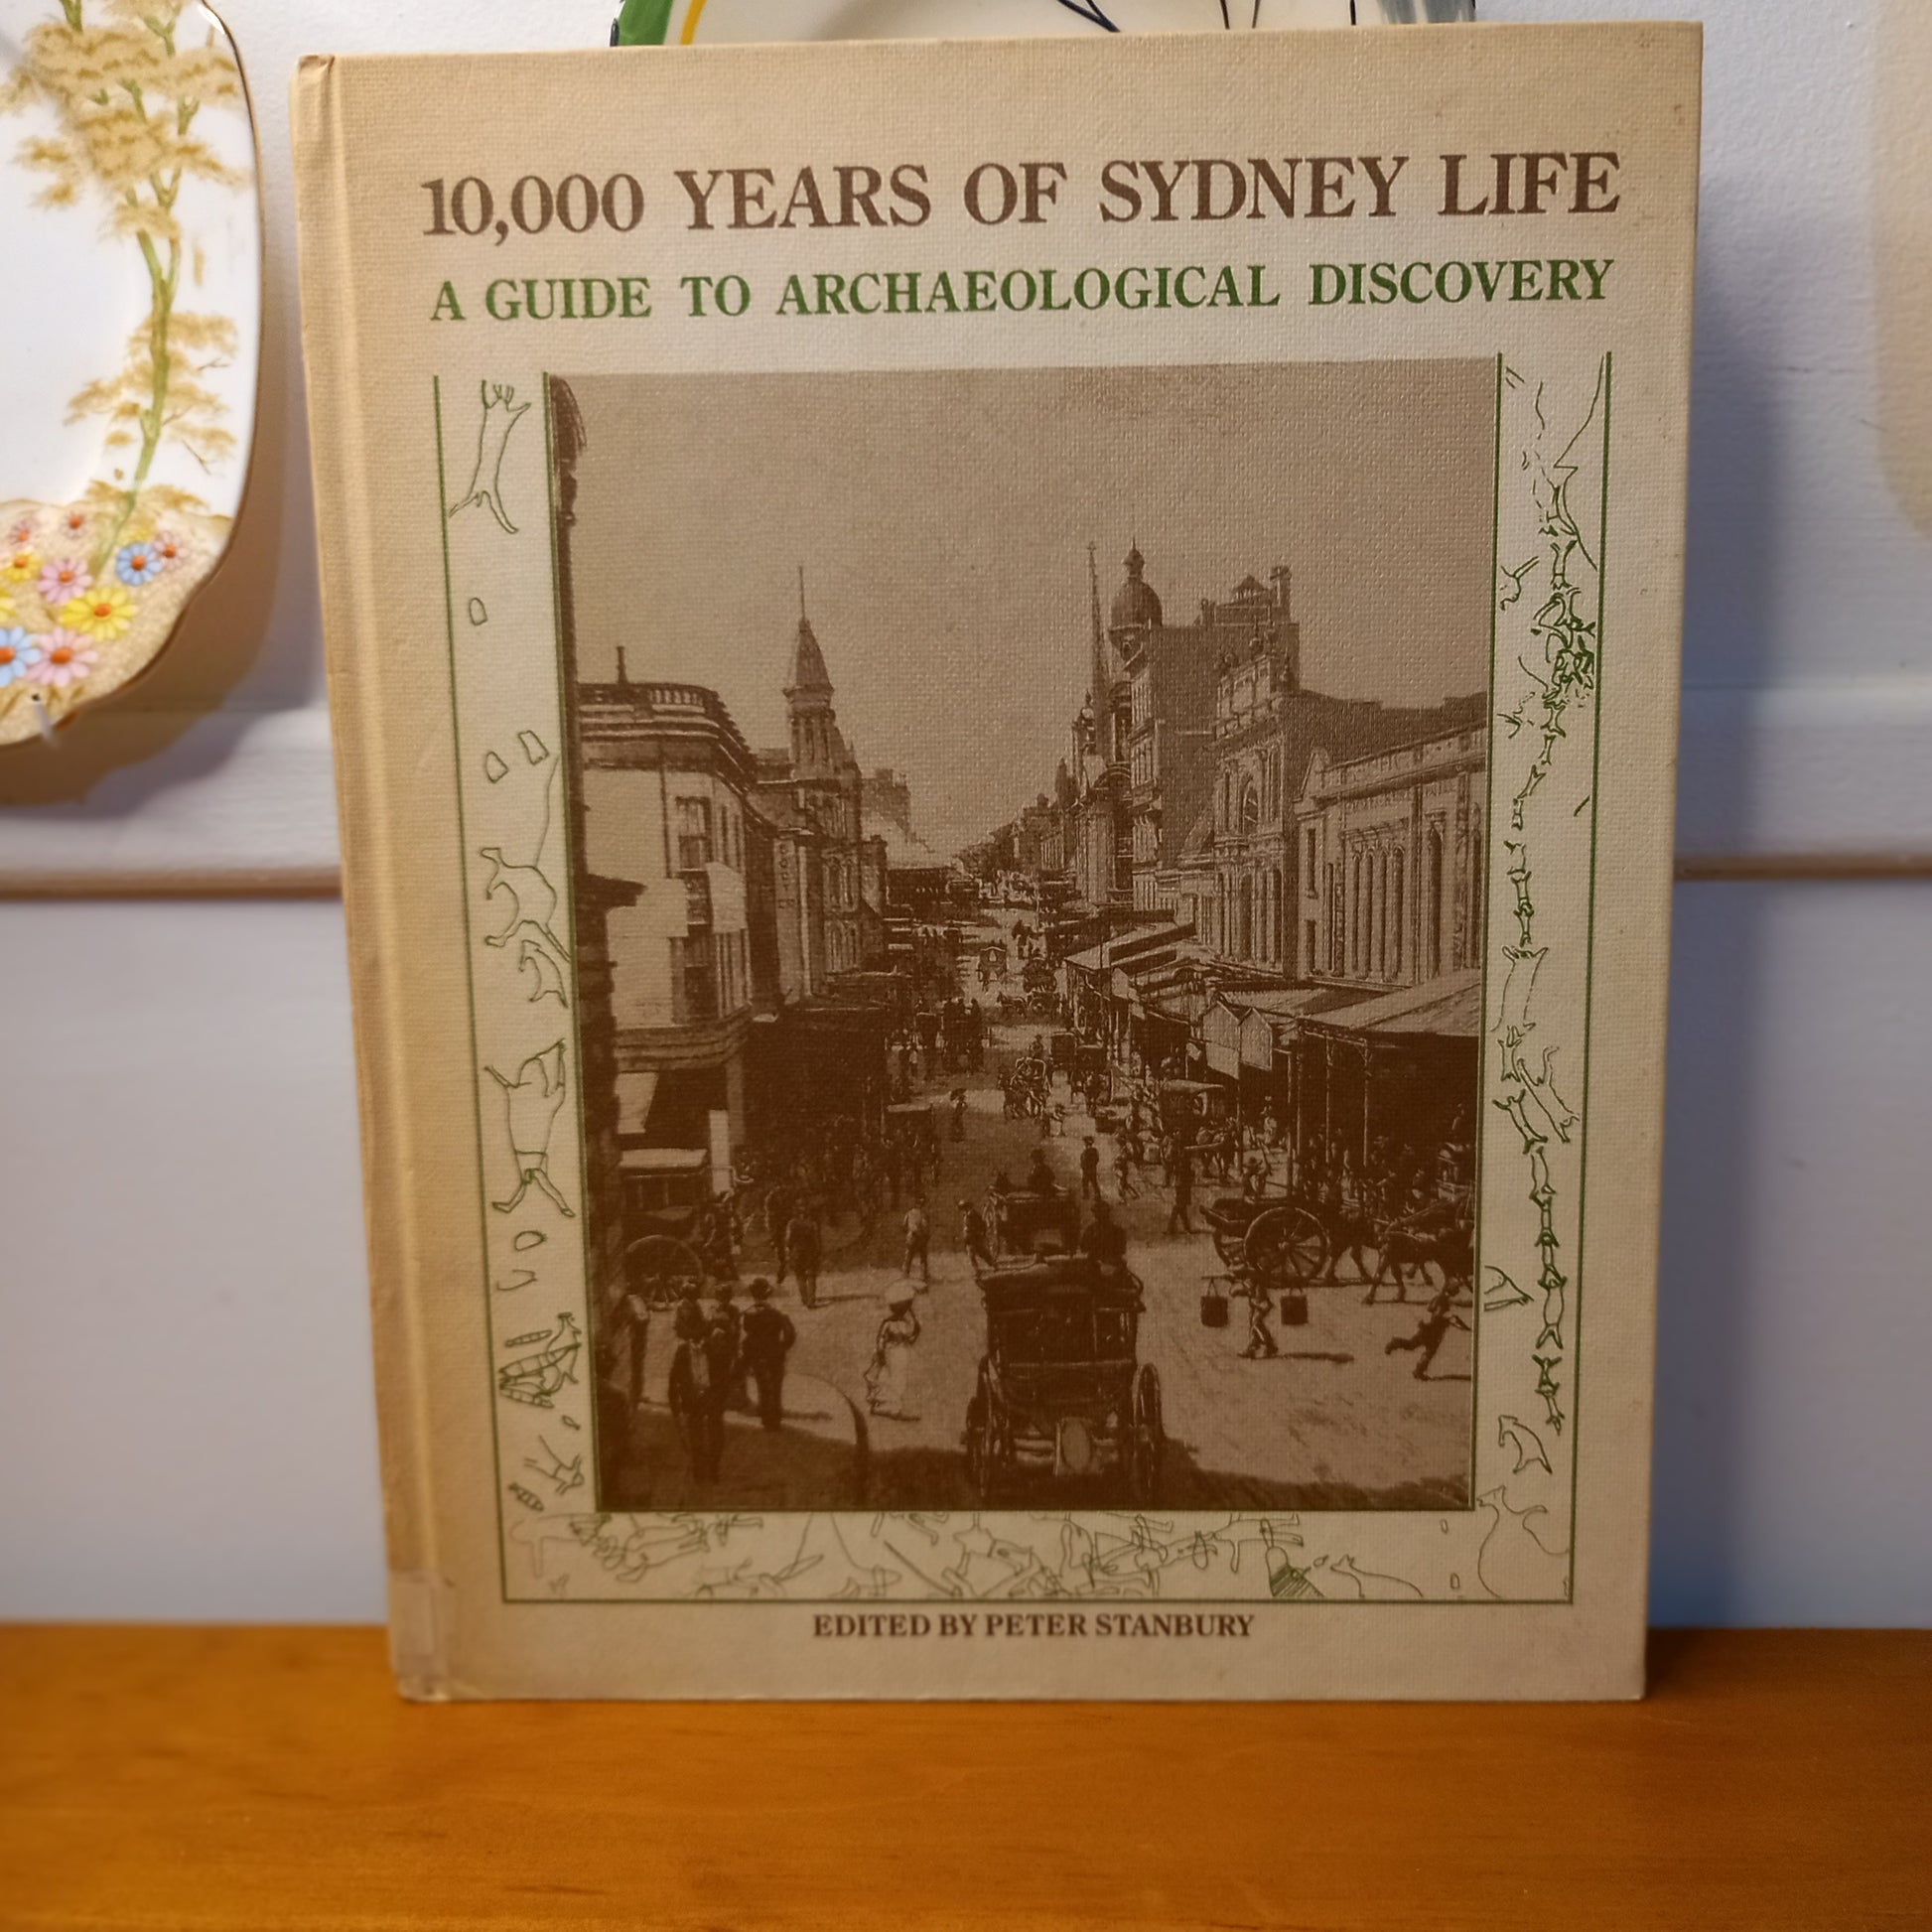 10,000 YEARS OF SYDNEY LIFE
A GUIDE TO ARCHAEOLOGICAL DISCOVERY
EDITED BY PETER STANBURY